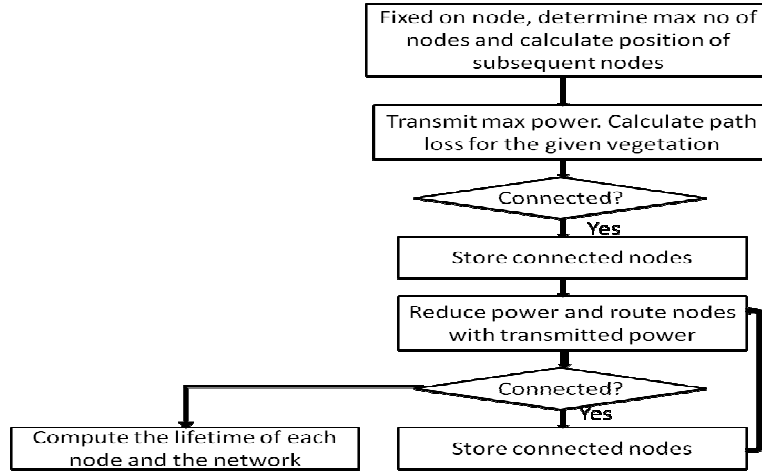 Fixed on node, determine max no of
nodes and calculate position of
subsequent nodes
Transmit max power. Calculate path
loss for the given vegetation
Connected?
Yes
Store connected nodes
Reduce power and route nodes
with transmitted power
Connected?
Yes
Compute the lifetime of each
node and the network
Store connected nodes